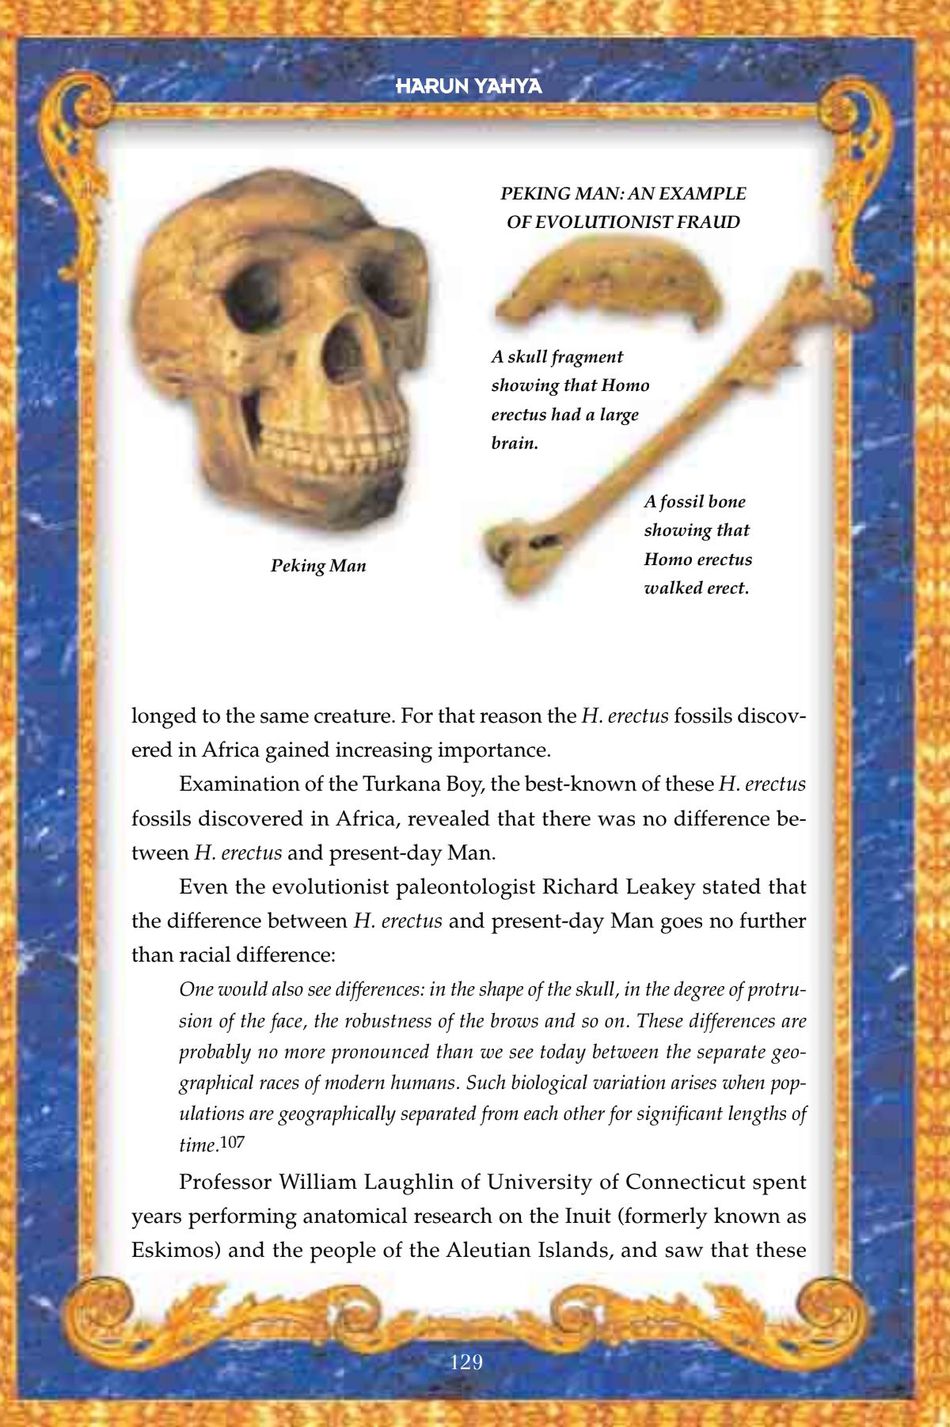 HARUN YAHYA
PEKING MAN: AN EXAMPLE
OF EVOLUTIONIST FRAUD
A skull fragment
showing that Homo
erectus had a large
brain.
A fossil bone
showing that
Homo erectus
walked erect.
Peking Man
longed to the same creature. For that reason the H. erectus fossils discov-
ered in Africa gained increasing importance.
Examination of the Turkana Boy, the best-known of these H. erectus
fossils discovered in Africa, revealed that there was no difference be-
tween H. erectus and present-day Man.
Even the evolutionist paleontologist Richard Leakey stated that
the difference between H. erectus and present-day Man goes no further
than racial difference:
One would also see differences: in the shape of the skull, in the degree of protru-
sion of the face, the robustness of the brows and so on. These differences are
probably no more pronounced than we see today between the separate geo-
graphical races of modern humans. Such biological variation arises when pop-
ulations are geographically separated from each other for significant lengths of
time.107
Professor William Laughlin of University of Connecticut spent
years performing anatomical research on the Inuit (formerly known as
Eskimos) and the people of the Aleutian Islands, and saw that these
129